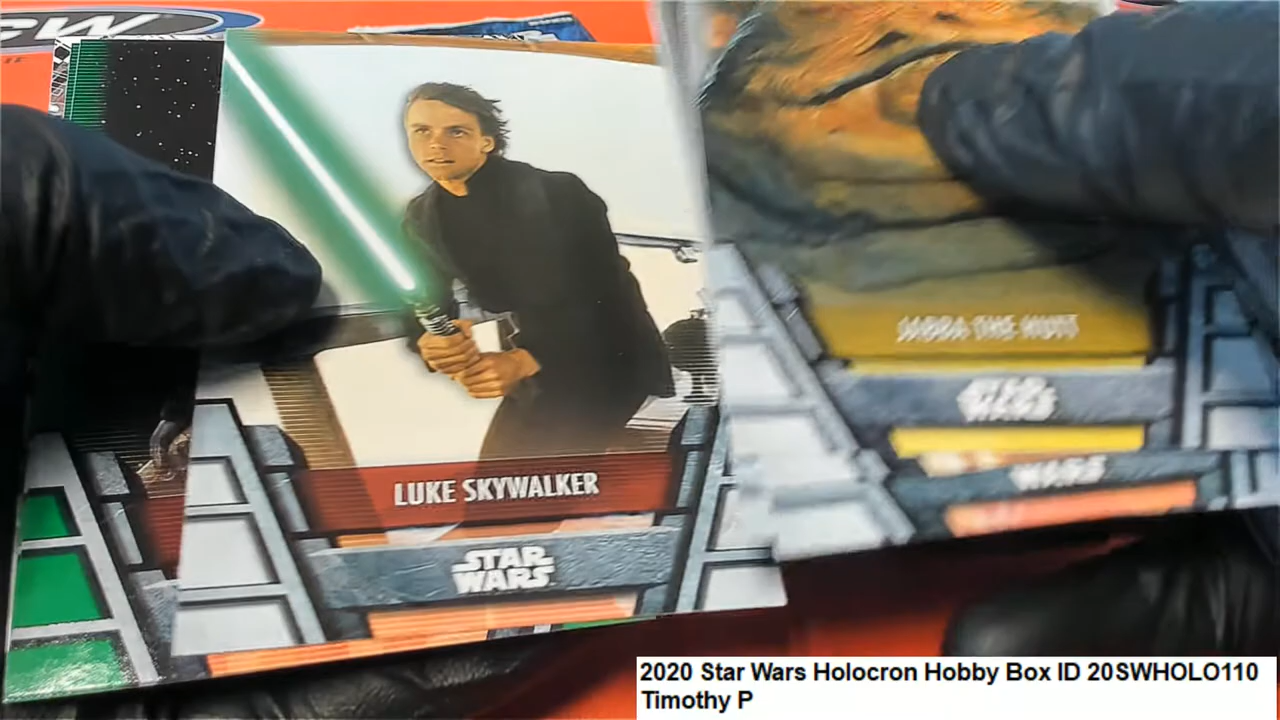 CW
LUKE SKYWALKER
STAR
WARS
JABBA THE HUTT
STAR
WARS
WARS
2020 Star Wars Holocron Hobby Box ID 20SWHOLO110
Timothy P